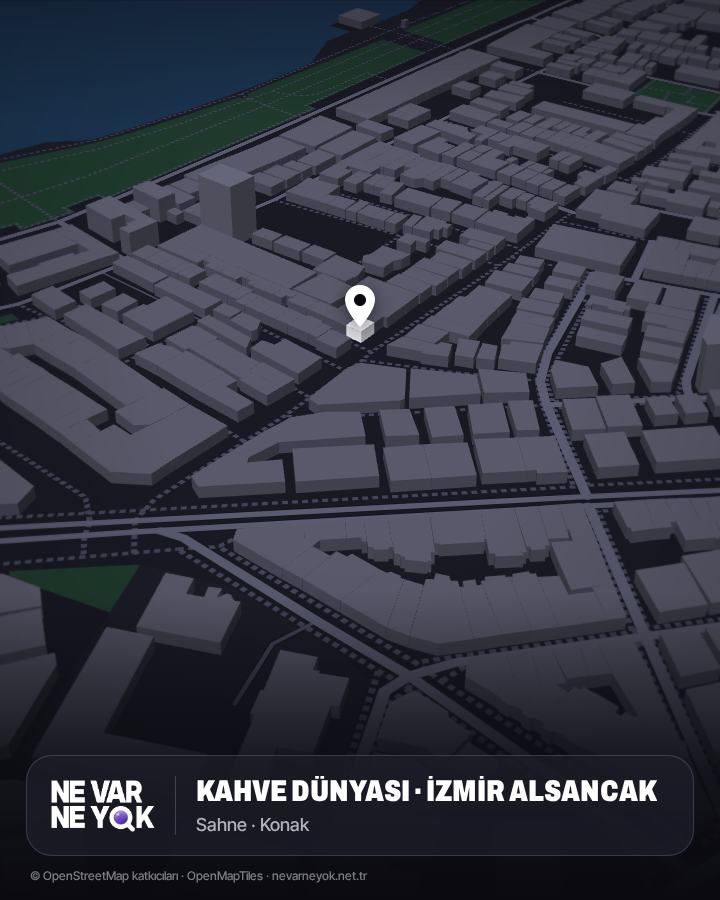 NE VAR
NE YOK
KAHVE DÜNYASI · İZMİR ALSANCAK
Sahne · Konak
© OpenStreetMap katkıcıları · OpenMapTiles · nevarneyok.net.tr